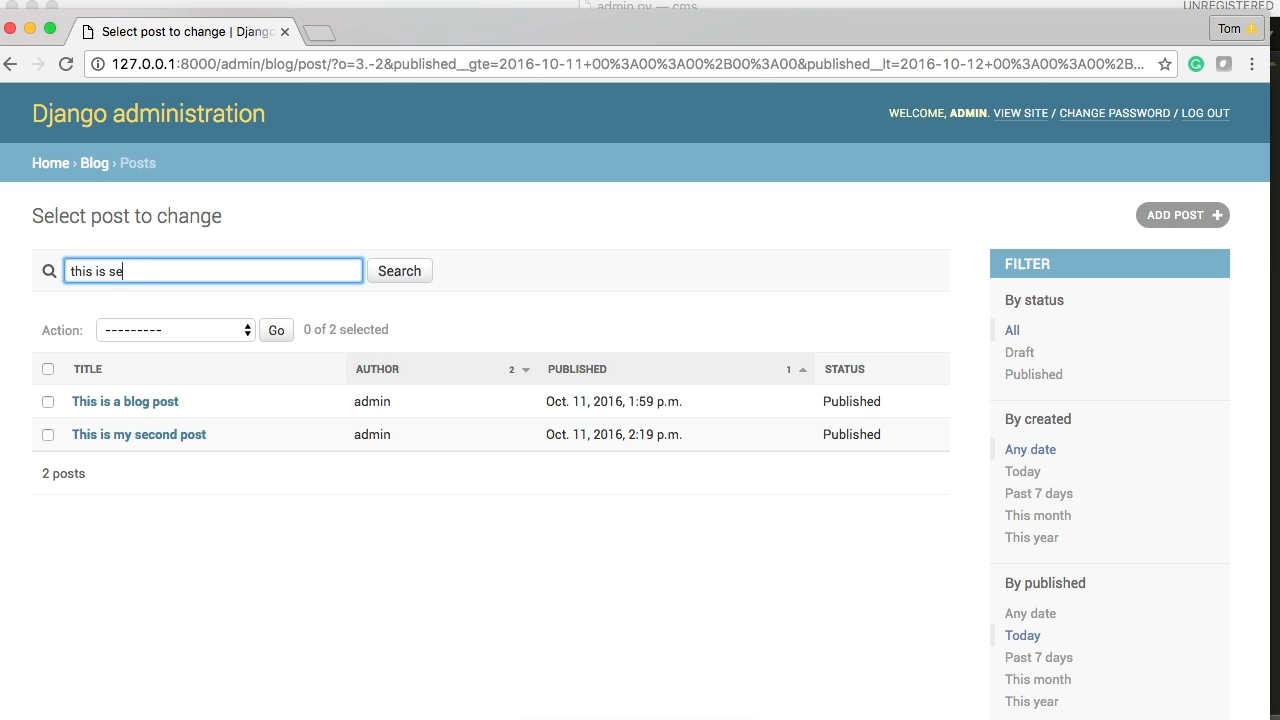 admin.py — cms
UNREGISTERED
Select post to change | Djang
Tom
127.0.0.1:8000/admin/blog/post/?o=3.-2&published__gte=2016-10-11+00%3A00%3A00%2B00%3A00&published__lt=2016-10-12+00%3A00%3A00%2B...
Django administration
WELCOME, ADMIN. VIEW SITE / CHANGE PASSWORD / LOG OUT
Home › Blog › Posts
Select post to change
ADD POST +
this is se
Search
Action:
---------
Go
0 of 2 selected
TITLE AUTHOR 2 PUBLISHED 1 STATUS
This is a blog post admin Oct. 11, 2016, 1:59 p.m. Published
This is my second post admin Oct. 11, 2016, 2:19 p.m. Published
2 posts
FILTER
By status
All
Draft
Published
By created
Any date
Today
Past 7 days
This month
This year
By published
Any date
Today
Past 7 days
This month
This year